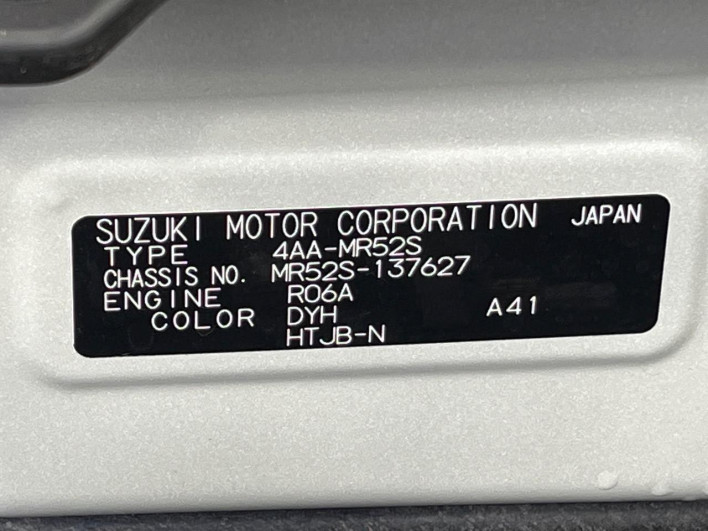 SUZUKI MOTOR CORPORATION JAPAN
TYPE 4AA-MR52S
CHASSIS NO. MR52S-137627
ENGINE R06A
COLOR DYH A41
HTJB-N